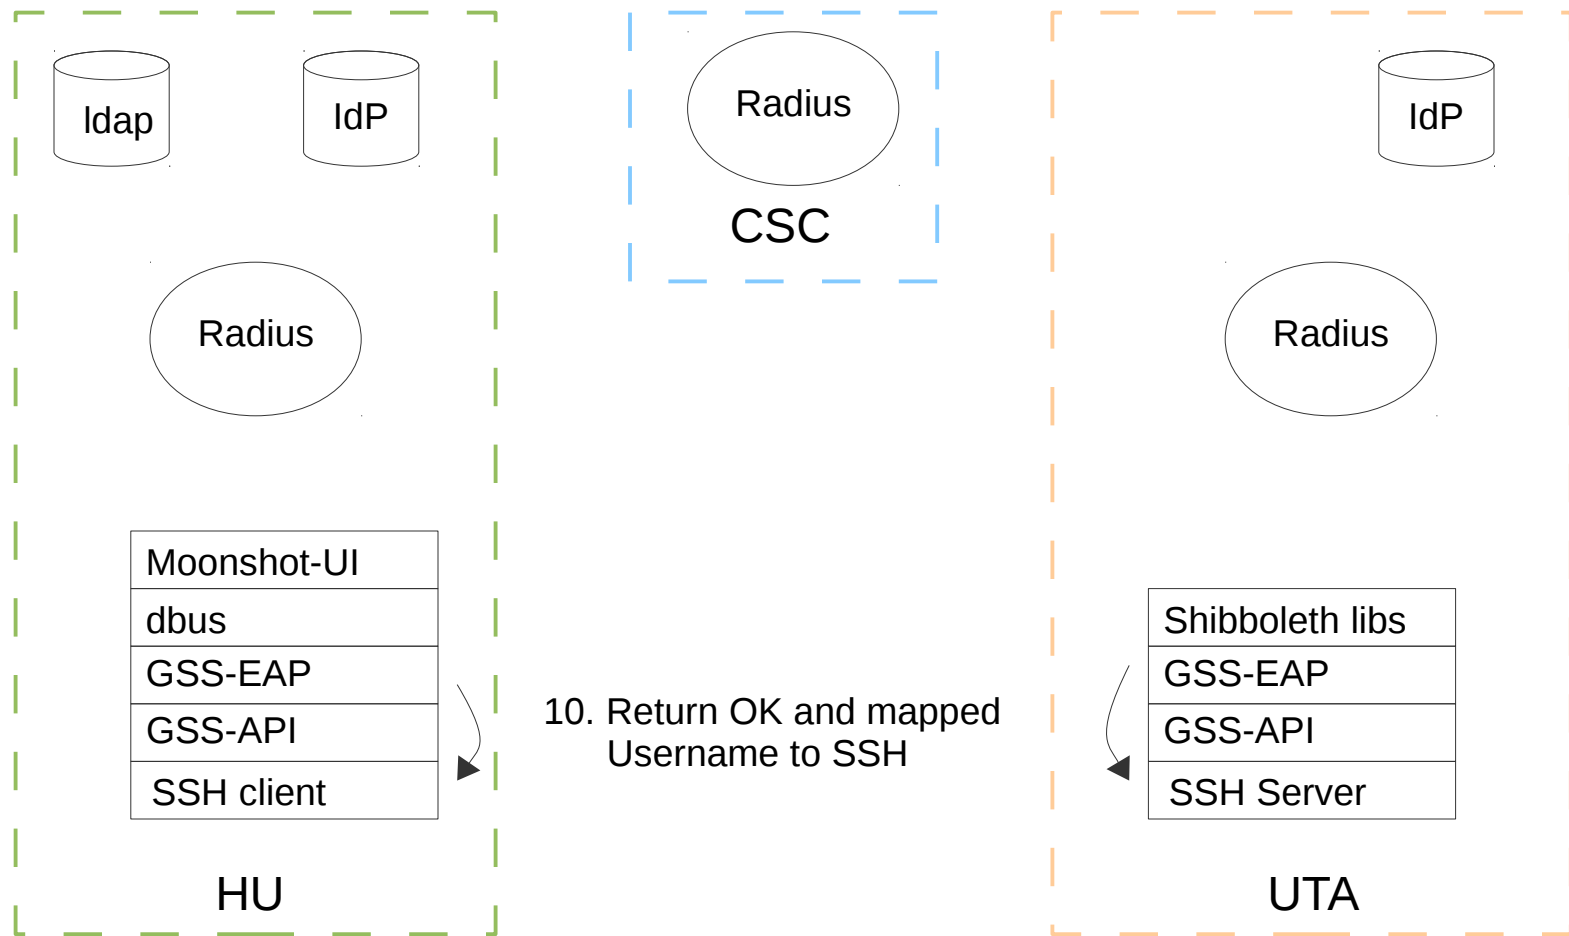 ldap
IdP
Radius
Moonshot-UI
dbus
GSS-EAP
GSS-API
SSH client
HU
Radius
CSC
10. Return OK and mapped
Username to SSH
IdP
Radius
Shibboleth libs
GSS-EAP
GSS-API
SSH Server
UTA